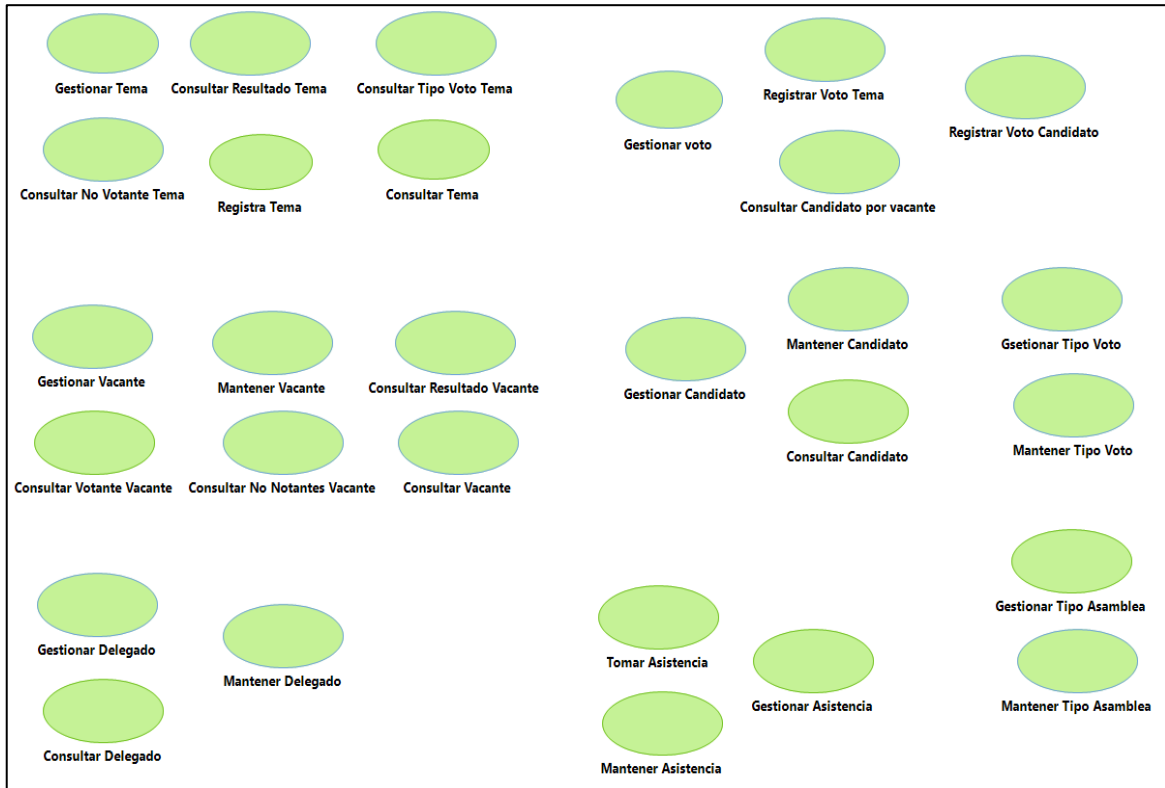 Gestionar Tema
Consultar Resultado Tema
Consultar Tipo Voto Tema
Consultar No Votante Tema
Registra Tema
Consultar Tema
Gestionar voto
Registrar Voto Tema
Registrar Voto Candidato
Consultar Candidato por vacante
Gestionar Vacante
Mantener Vacante
Consultar Resultado Vacante
Consultar Votante Vacante
Consultar No Notantes Vacante
Consultar Vacante
Gestionar Candidato
Mantener Candidato
Consultar Candidato
Gsetionar Tipo Voto
Mantener Tipo Voto
Gestionar Delegado
Mantener Delegado
Consultar Delegado
Tomar Asistencia
Gestionar Asistencia
Mantener Asistencia
Gestionar Tipo Asamblea
Mantener Tipo Asamblea